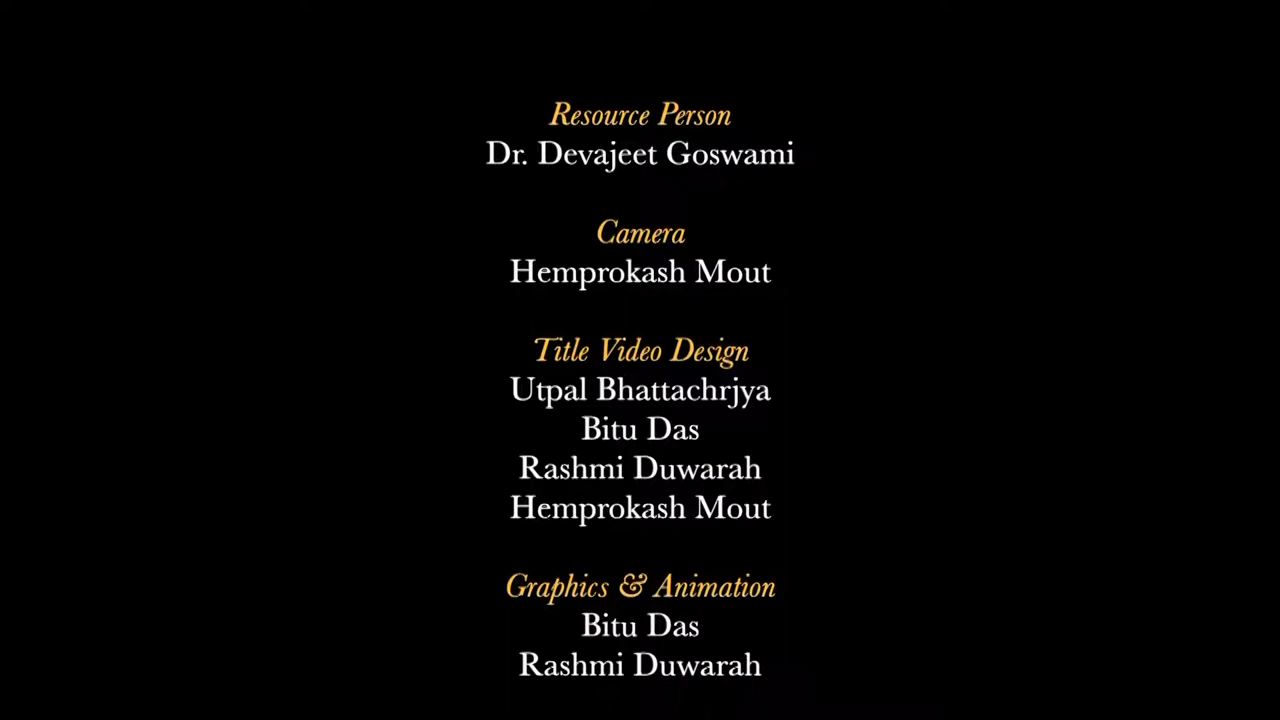 Resource Person
Dr. Devajeet Goswami
Camera
Hemprokash Mout
Title Video Design
Utpal Bhattachrjya
Bitu Das
Rashmi Duwarah
Hemprokash Mout
Graphics & Animation
Bitu Das
Rashmi Duwarah